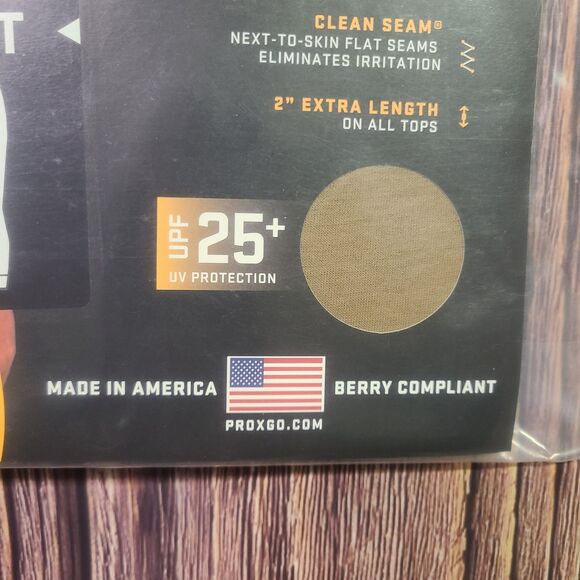 T
CLEAN SEAM®
NEXT-TO-SKIN FLAT SEAMS
ELIMINATES IRRITATION
2" EXTRA LENGTH
ON ALL TOPS
UPF 25+
UV PROTECTION
MADE IN AMERICA
BERRY COMPLIANT
PROXGO.COM